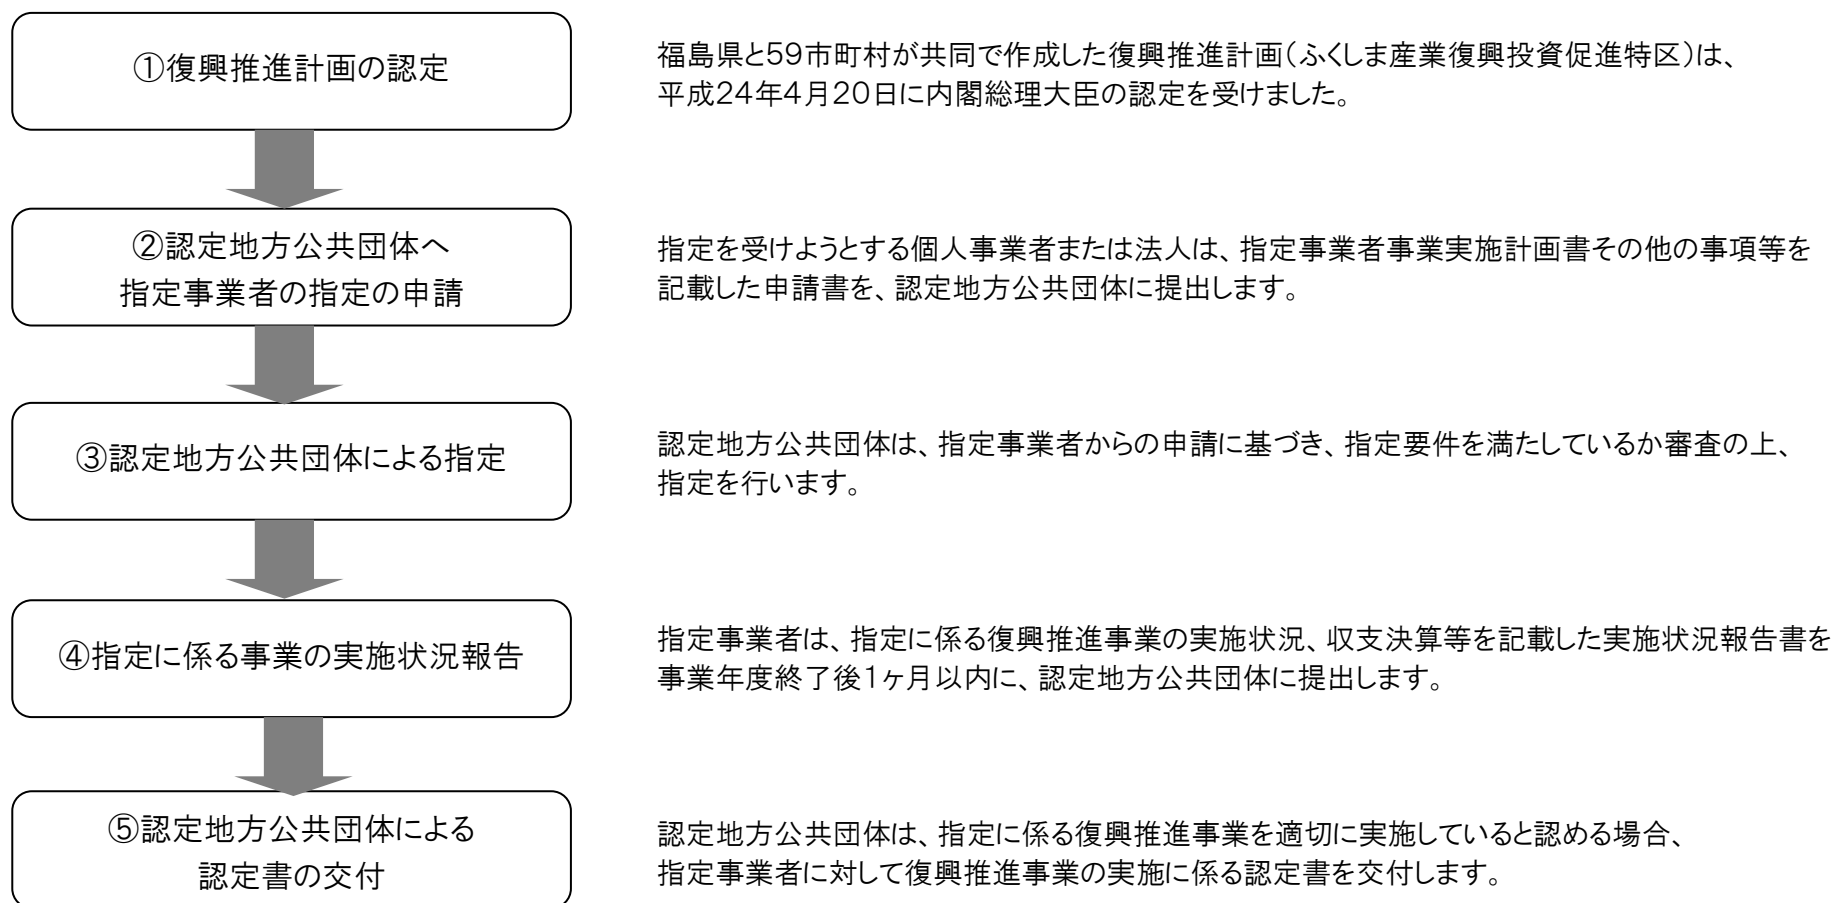 ①復興推進計画の認定
福島県と59市町村が共同で作成した復興推進計画(ふくしま産業復興投資促進特区)は、
平成24年4月20日に内閣総理大臣の認定を受けました。
②認定地方公共団体へ
指定事業者の指定の申請
指定を受けようとする個人事業者または法人は、指定事業者事業実施計画書その他の事項等を
記載した申請書を、認定地方公共団体に提出します。
③認定地方公共団体による指定
認定地方公共団体は、指定事業者からの申請に基づき、指定要件を満たしているか審査の上、
指定を行います。
④指定に係る事業の実施状況報告
指定事業者は、指定に係る復興推進事業の実施状況、収支決算等を記載した実施状況報告書を
事業年度終了後1ヶ月以内に、認定地方公共団体に提出します。
⑤認定地方公共団体による
認定書の交付
認定地方公共団体は、指定に係る復興推進事業を適切に実施していると認める場合、
指定事業者に対して復興推進事業の実施に係る認定書を交付します。